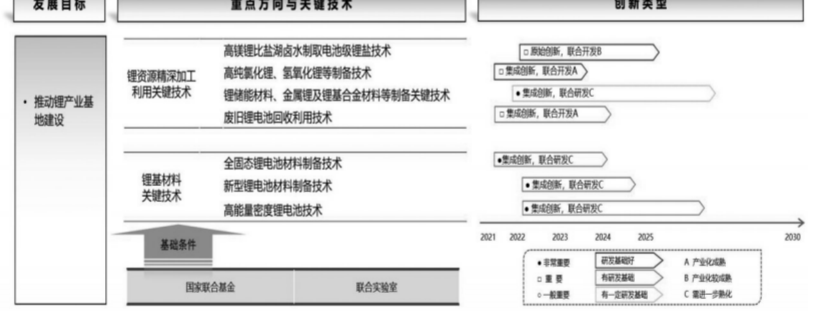 发展目标
重点方向与关键技术
创新类型
• 推动锂产业基
地建设
锂资源精深加工
利用关键技术
高镁锂比盐湖卤水制取电池级锂盐技术
高纯氯化锂、氢氧化锂等制备技术
锂储能材料、金属锂及锂基合金材料等制备关键技术
废旧锂电池回收利用技术
□ 原始创新，联合开发B
□ 集成创新，联合开发A
● 集成创新，联合研发C
□ 集成创新，联合开发A
锂基材料
关键技术
全固态锂电池材料制备技术
新型锂电池材料制备技术
高能量密度锂电池技术
●集成创新，联合研发C
● 集成创新，联合研发C
● 集成创新，联合研发C
2021 2022 2023 2024 2025 2030
基础条件
国家联合基金
联合实验室
● 非常重要 研发基础好 A 产业化成熟
□ 重 要 有研发基础 B 产业化较成熟
○ 一般重要 有一定研发基础 C 需进一步熟化